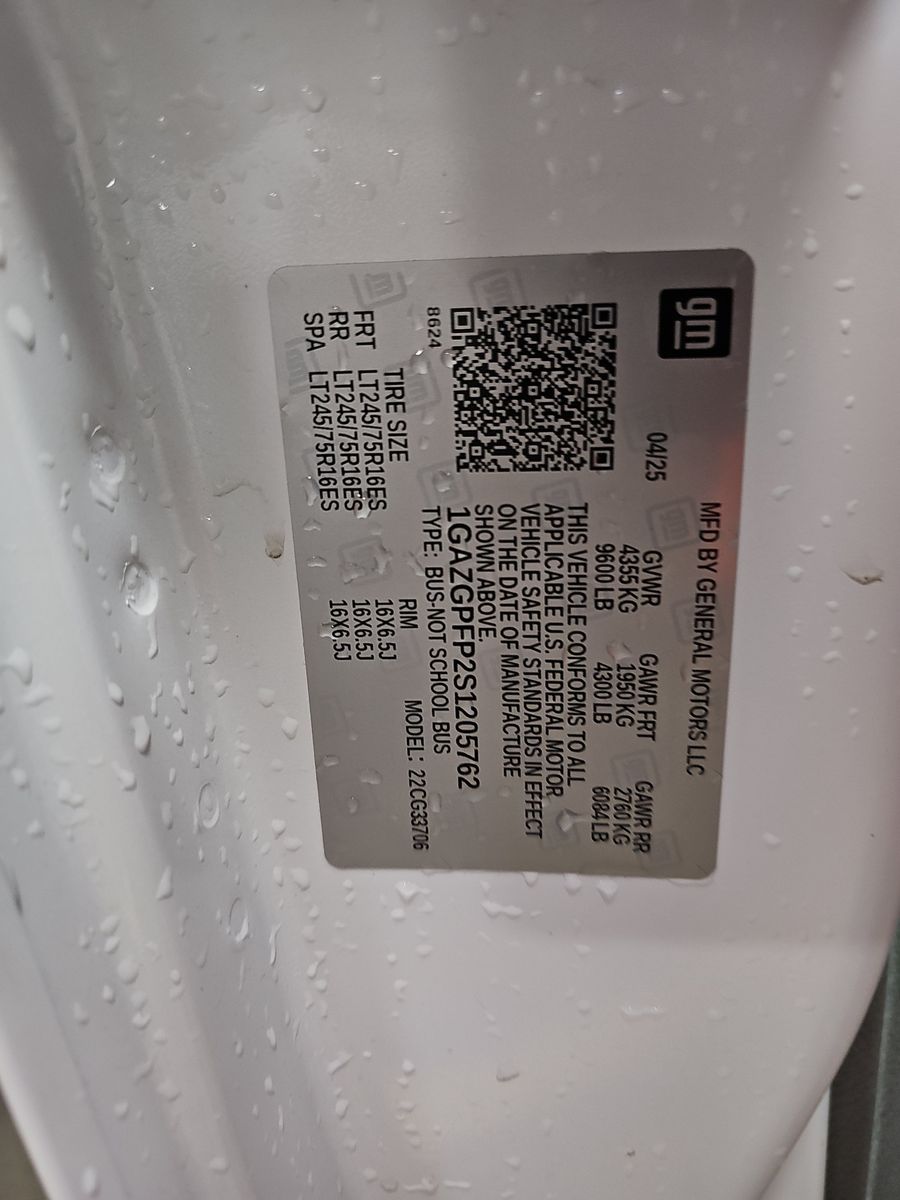 gm
MFD BY GENERAL MOTORS LLC
04/25 GVWR GAWR FRT GAWR RR
4355 KG 1950 KG 2760 KG
9600 LB 4300 LB 6084 LB
THIS VEHICLE CONFORMS TO ALL
APPLICABLE U.S. FEDERAL MOTOR
VEHICLE SAFETY STANDARDS IN EFFECT
ON THE DATE OF MANUFACTURE
SHOWN ABOVE.
1GAZGPFP2S1205762
8624 TYPE: BUS-NOT SCHOOL BUS
TIRE SIZE RIM MODEL: 22CG33706
FRT LT245/75R16ES 16X6.5J
RR LT245/75R16ES 16X6.5J
SPA LT245/75R16ES 16X6.5J